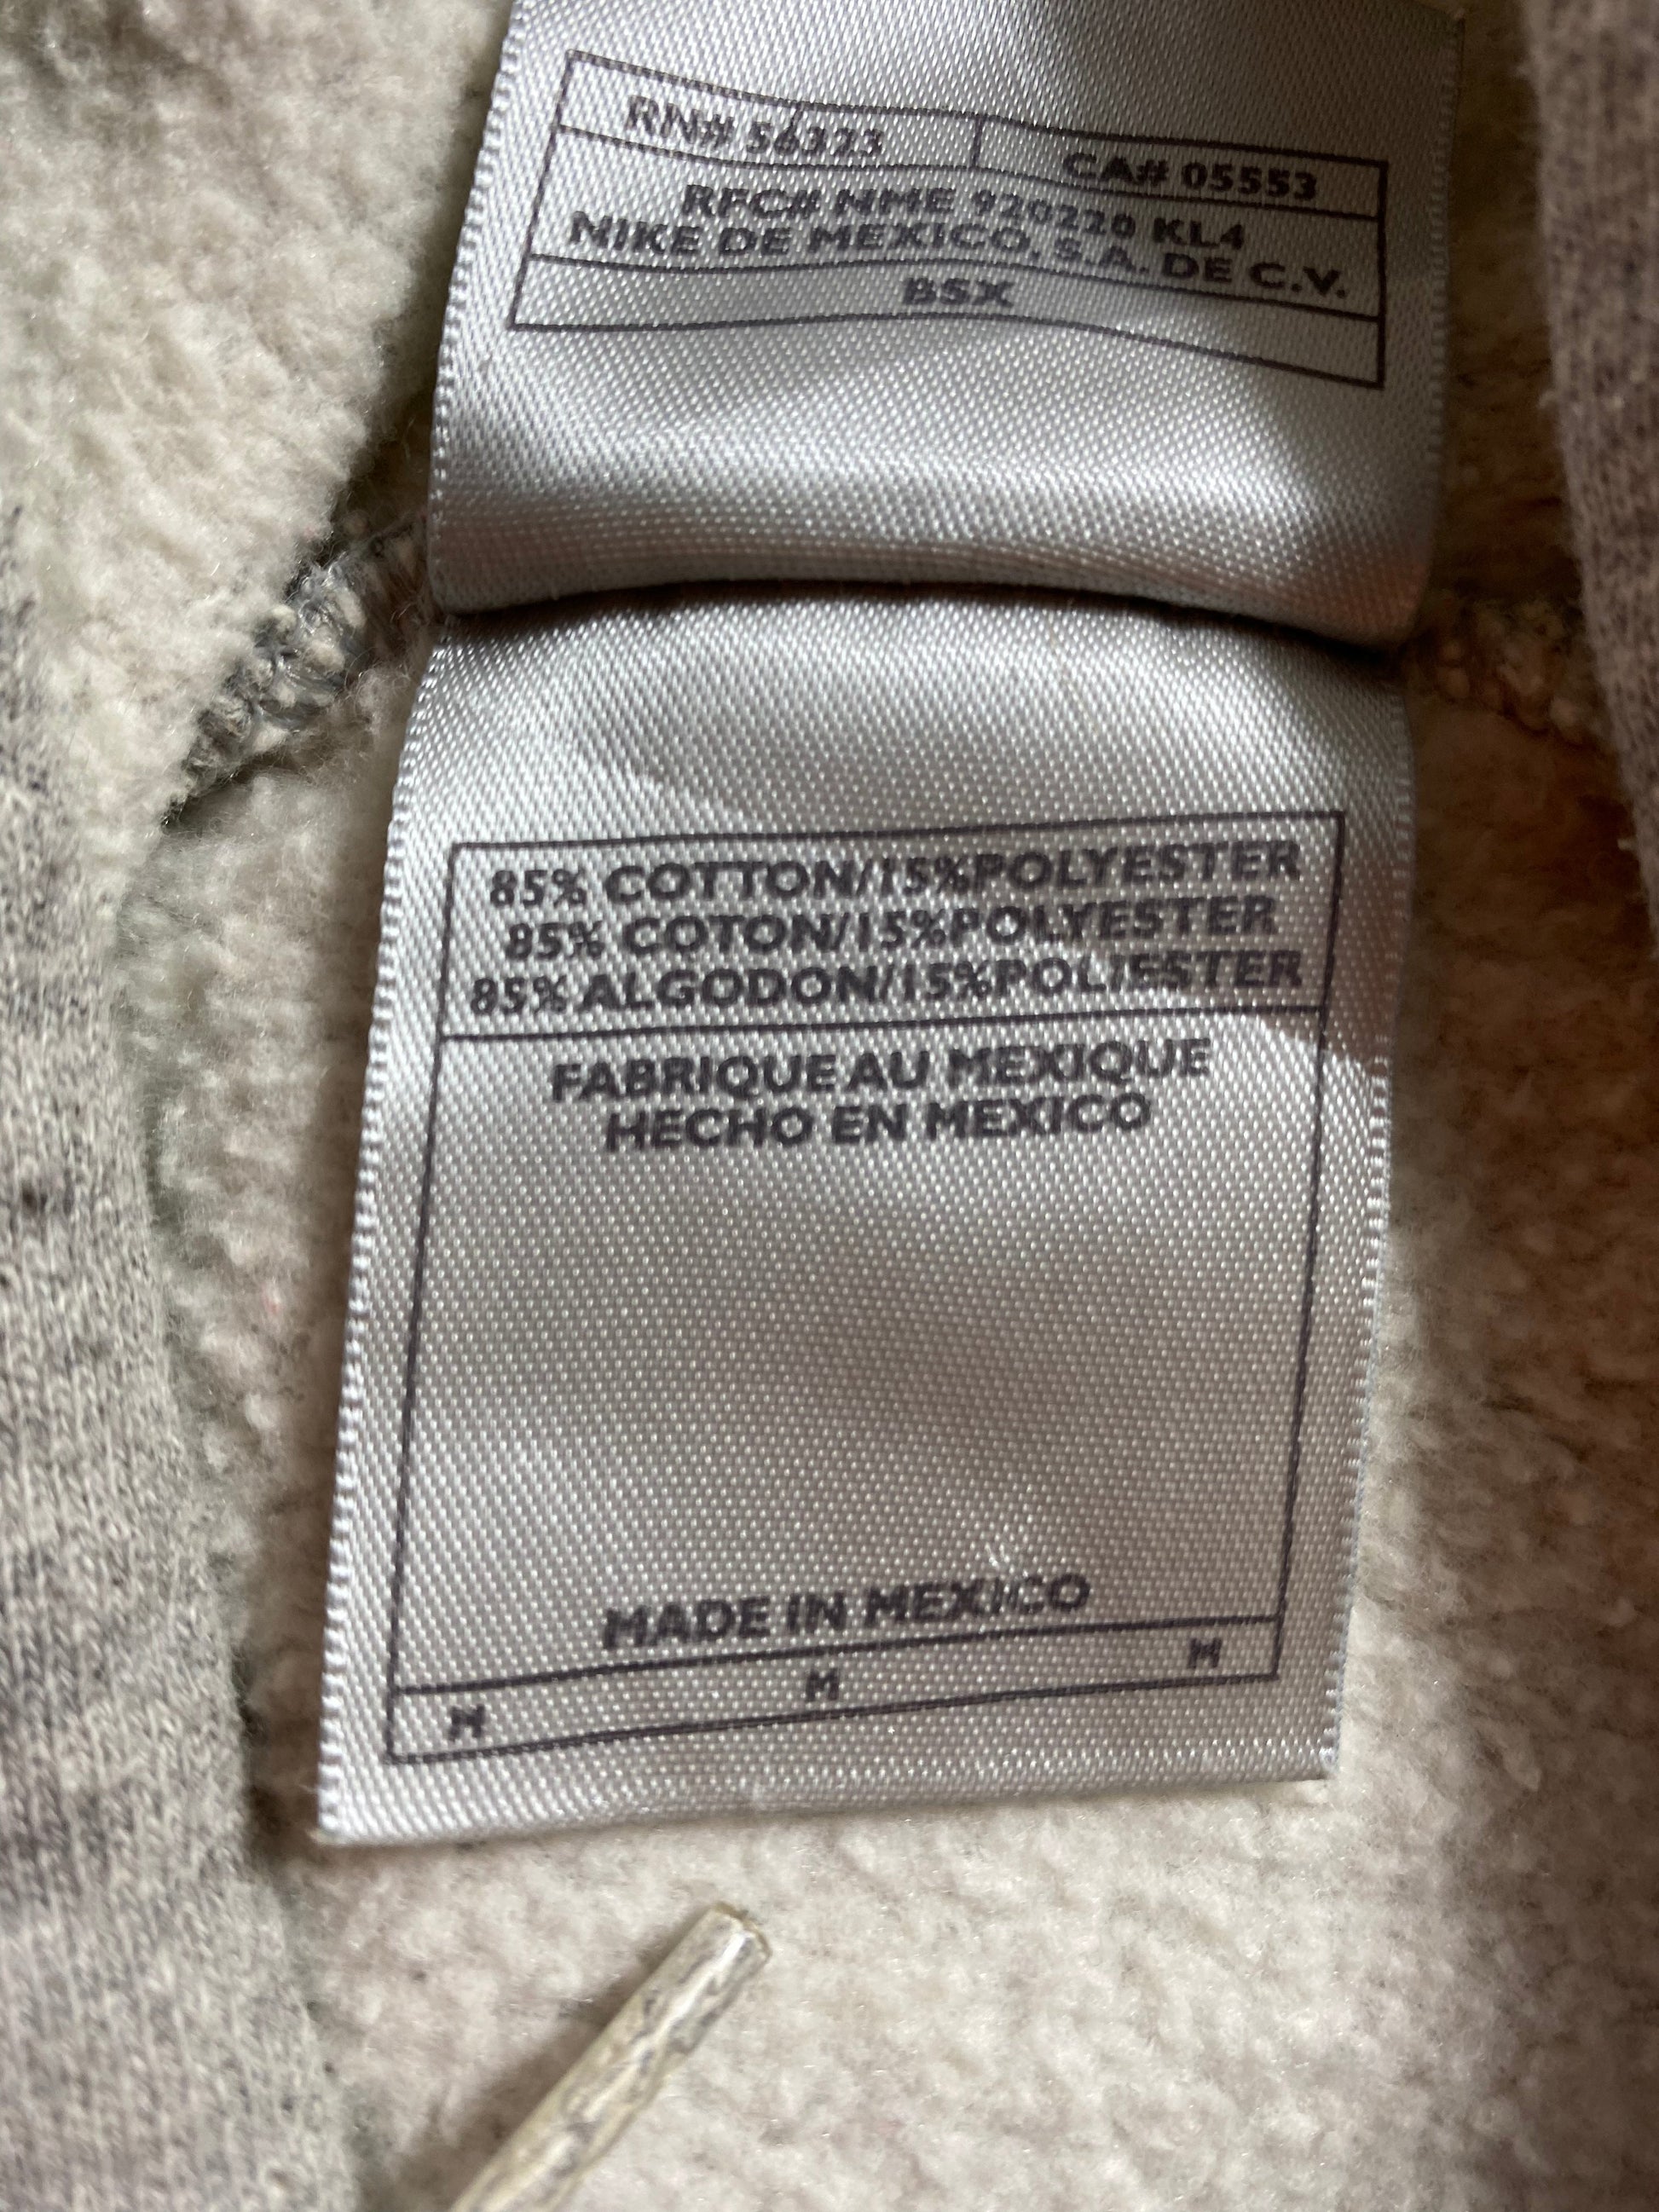 RN# 56323 CA# 05553
RFC# NME 920220 KL4
NIKE DE MEXICO, S.A. DE C.V.
BSX
85% COTTON/15%POLYESTER
85% COTON/15%POLYESTER
85% ALGODON/15%POLIESTER
FABRIQUE AU MEXIQUE
HECHO EN MEXICO
MADE IN MEXICO
M M M